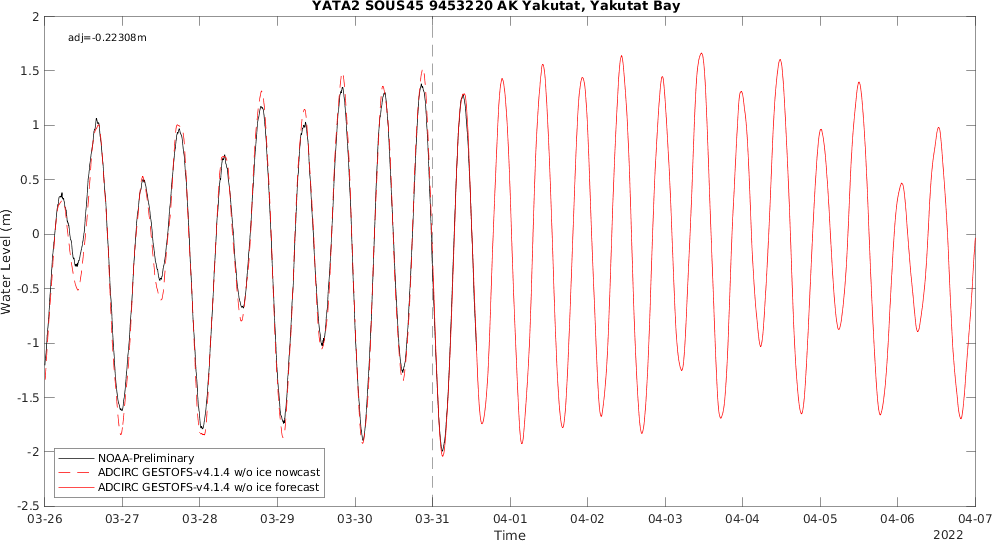 YATA2 SOUS45 9453220 AK Yakutat, Yakutat Bay
adj=-0.22308m
2
1.5
1
0.5
0
-0.5
-1
-1.5
-2
-2.5
Water Level (m)
NOAA-Preliminary
ADCIRC GESTOFS-v4.1.4 w/o ice nowcast
ADCIRC GESTOFS-v4.1.4 w/o ice forecast
03-26 03-27 03-28 03-29 03-30 03-31 04-01 04-02 04-03 04-04 04-05 04-06 04-07
Time
2022